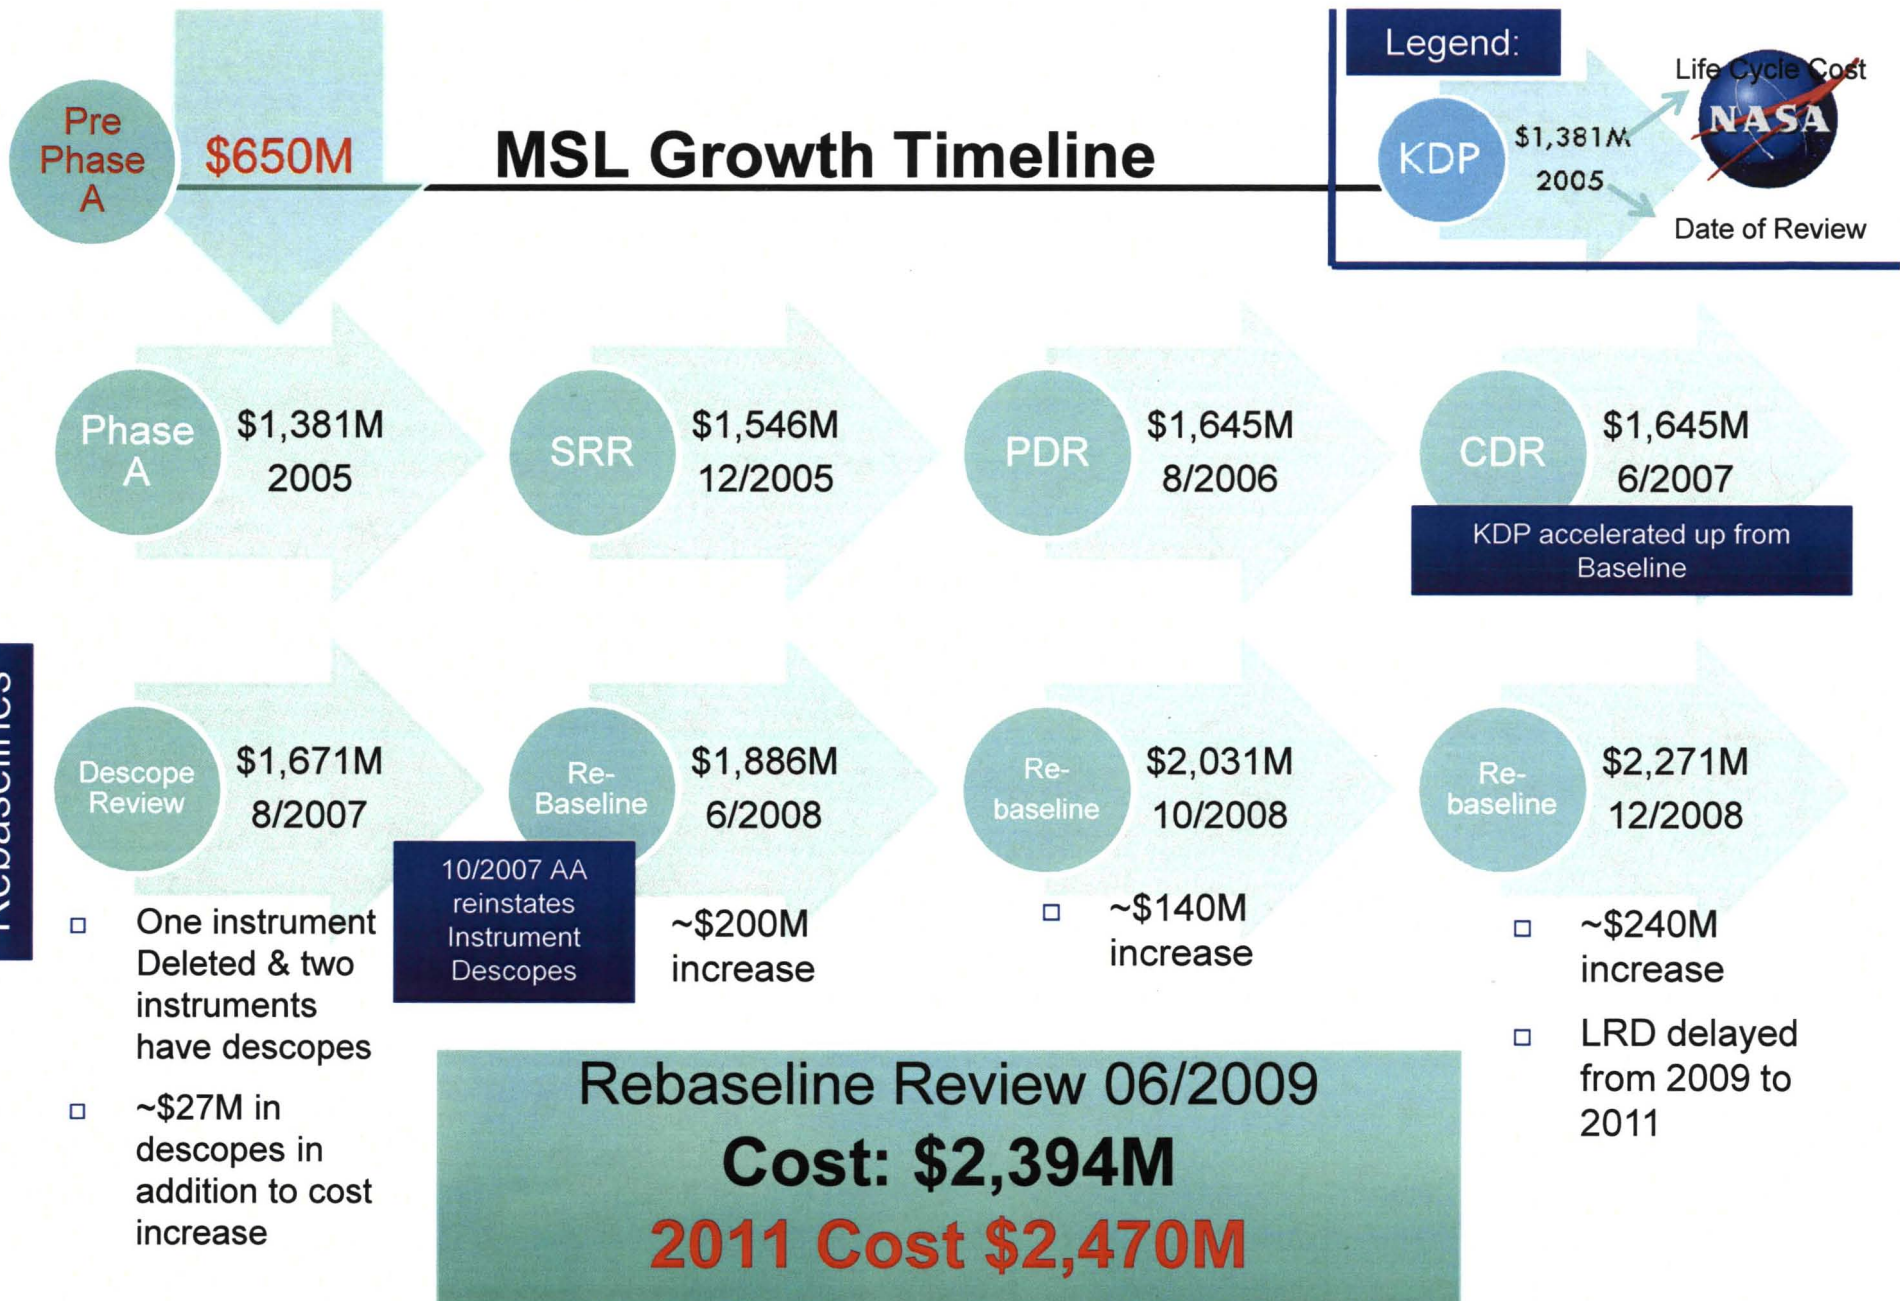 Pre
Phase
A
$650M
MSL Growth Timeline
Legend:
KDP
$1,381M
2005
Life Cycle Cost
NASA
Date of Review
Phase
A
$1,381M
2005
SRR
$1,546M
12/2005
PDR
$1,645M
8/2006
CDR
$1,645M
6/2007
KDP accelerated up from
Baseline
Rebaselines
Descope
Review
$1,671M
8/2007
One instrument
Deleted & two
instruments
have descopes
~$27M in
descopes in
addition to cost
increase
Re-
Baseline
$1,886M
6/2008
10/2007 AA
reinstates
Instrument
Descopes
~$200M
increase
Re-
baseline
$2,031M
10/2008
~$140M
increase
Re-
baseline
$2,271M
12/2008
~$240M
increase
LRD delayed
from 2009 to
2011
Rebaseline Review 06/2009
Cost: $2,394M
2011 Cost $2,470M